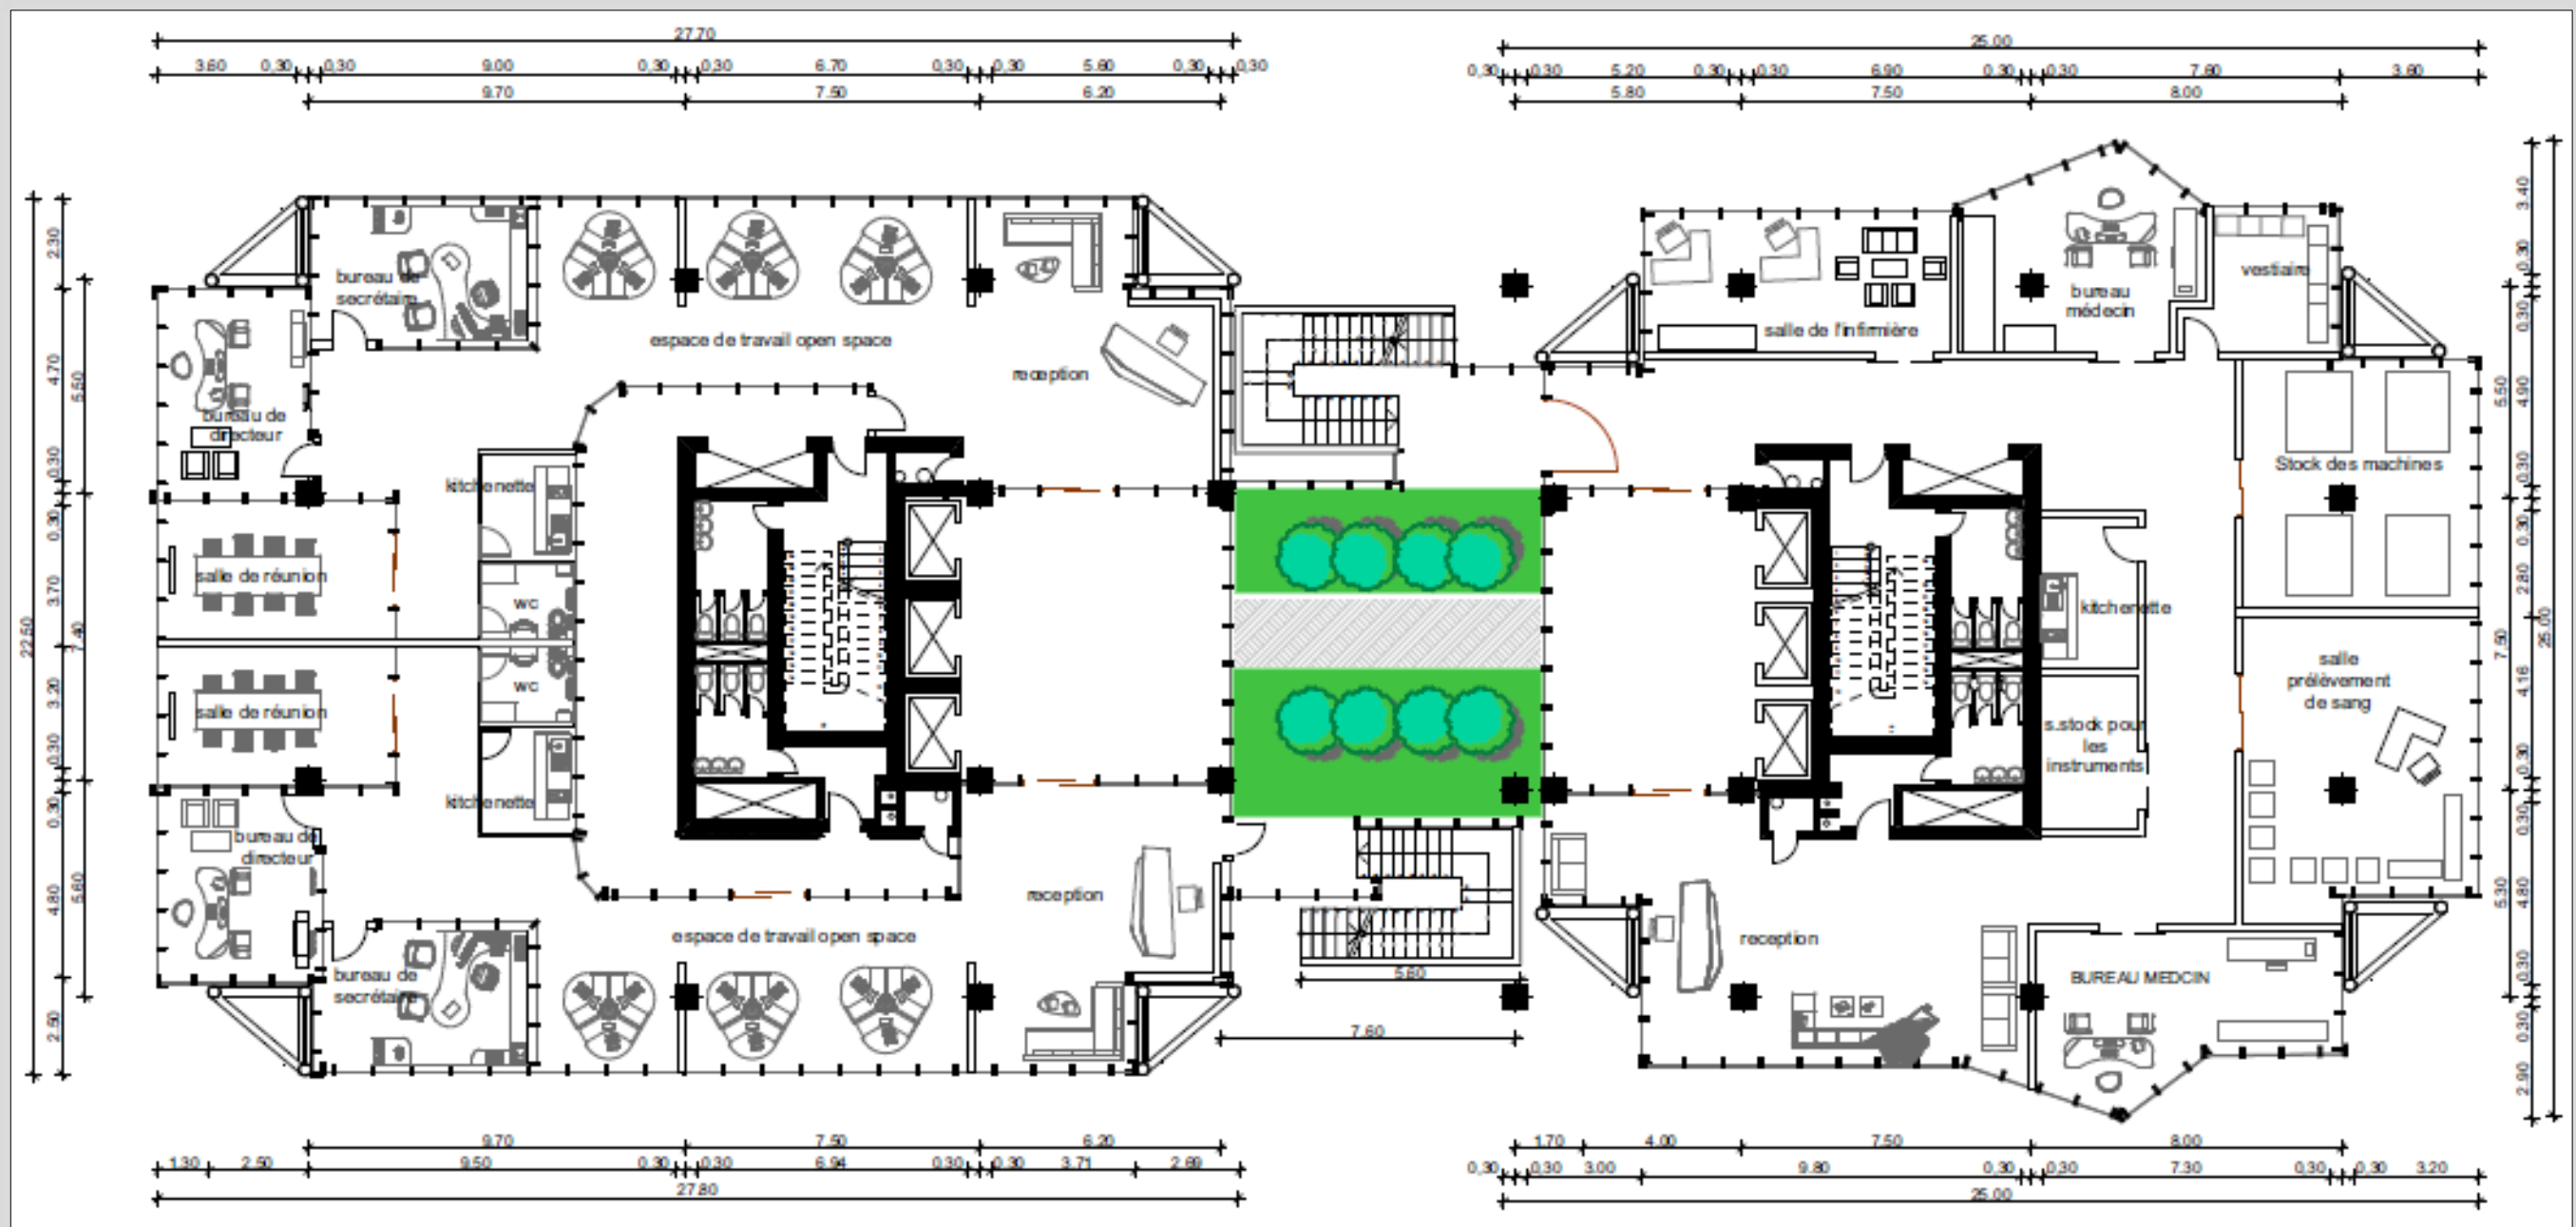 27.70
25.00
3.60 0,30 0,30 9.00 0,30 0,30 6.70 0,30 0,30 5.60 0,30 0,30
0,30 0,30 5.20 0,30 0,30 6.90 0,30 0,30 7.60 3.60
9.70 7.50 6.20
5.80 7.50 8.00
bureau de
secrétaire
espace de travail open space
reception
bureau de
directeur
kitchenette
salle de réunion
wc
wc
salle de réunion
kitchenette
bureau de
directeur
bureau de
secrétaire
espace de travail open space
reception
salle de l'infirmière
bureau
médecin
vestiaire
Stock des machines
kitchenette
salle
prélèvement
de sang
s.stock pour
les
instruments
reception
BUREAU MEDCIN
5.60
7.60
22.50
2.30
4.70
0,30
0,30
3.70
3.20
0,30
0,30
4.80
2.50
5.50
7.40
5.60
3.40
0,30
0,30
4.90
0,30
0,30
2.80
4.16
0,30
0,30
4.80
0,30
0,30
2.90
5.50
7.50
5.30
25.00
9.70 7.50 6.20
1.30 2.50 9.50 0.30 0.30 6.94 0.30 0.30 3.71 2.69
27.80
1.70 4.00 7.50 8.00
0,30 0,30 3.00 9.80 0,30 0,30 7.30 0,30 0,30 3.20
25.00